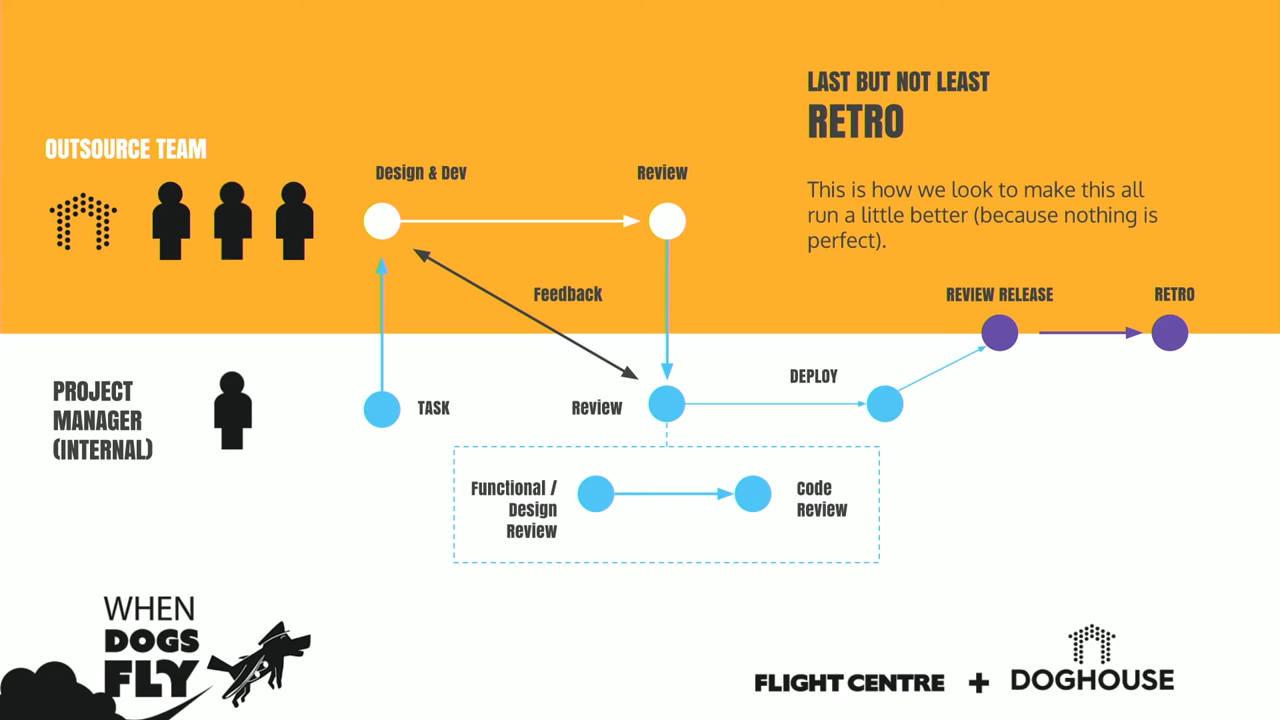 LAST BUT NOT LEAST
RETRO
This is how we look to make this all
run a little better (because nothing is
perfect).
OUTSOURCE TEAM
Design & Dev
Review
Feedback
REVIEW RELEASE
RETRO
PROJECT
MANAGER
(INTERNAL)
TASK
Review
DEPLOY
Functional /
Design
Review
Code
Review
WHEN
DOGS
FLY
FLIGHT CENTRE + DOGHOUSE